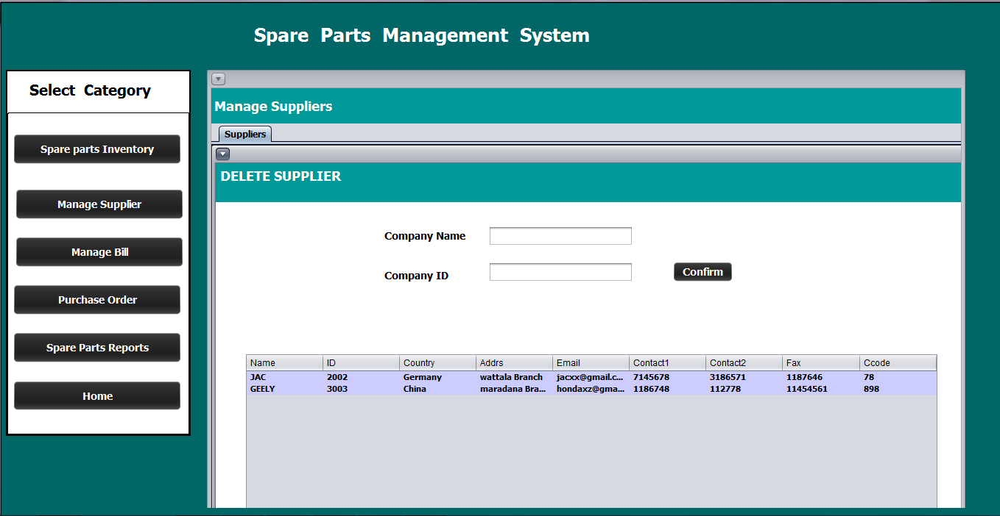 Spare Parts Management System
Select Category
Spare parts Inventory
Manage Supplier
Manage Bill
Purchase Order
Spare Parts Reports
Home
Manage Suppliers
Suppliers
DELETE SUPPLIER
Company Name
Company ID
Confirm
Name ID Country Addrs Email Contact1 Contact2 Fax Ccode
JAC 2002 Germany wattala Branch jacxx@gmail.c... 7145678 3186571 1187646 78
GEELY 3003 China maradana Bra... hondaxz@gma... 1186748 112778 11454561 898